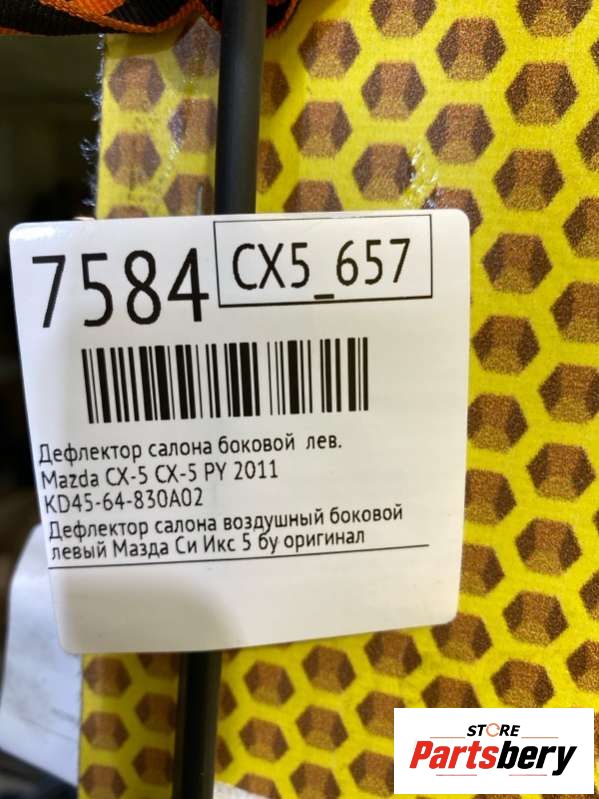 7584 CX5_657
Дефлектор салона боковой лев.
Mazda CX-5 CX-5 PY 2011
KD45-64-830A02
Дефлектор салона воздушный боковой
левый Мазда Си Икс 5 бу оригинал
STORE
Partsbery